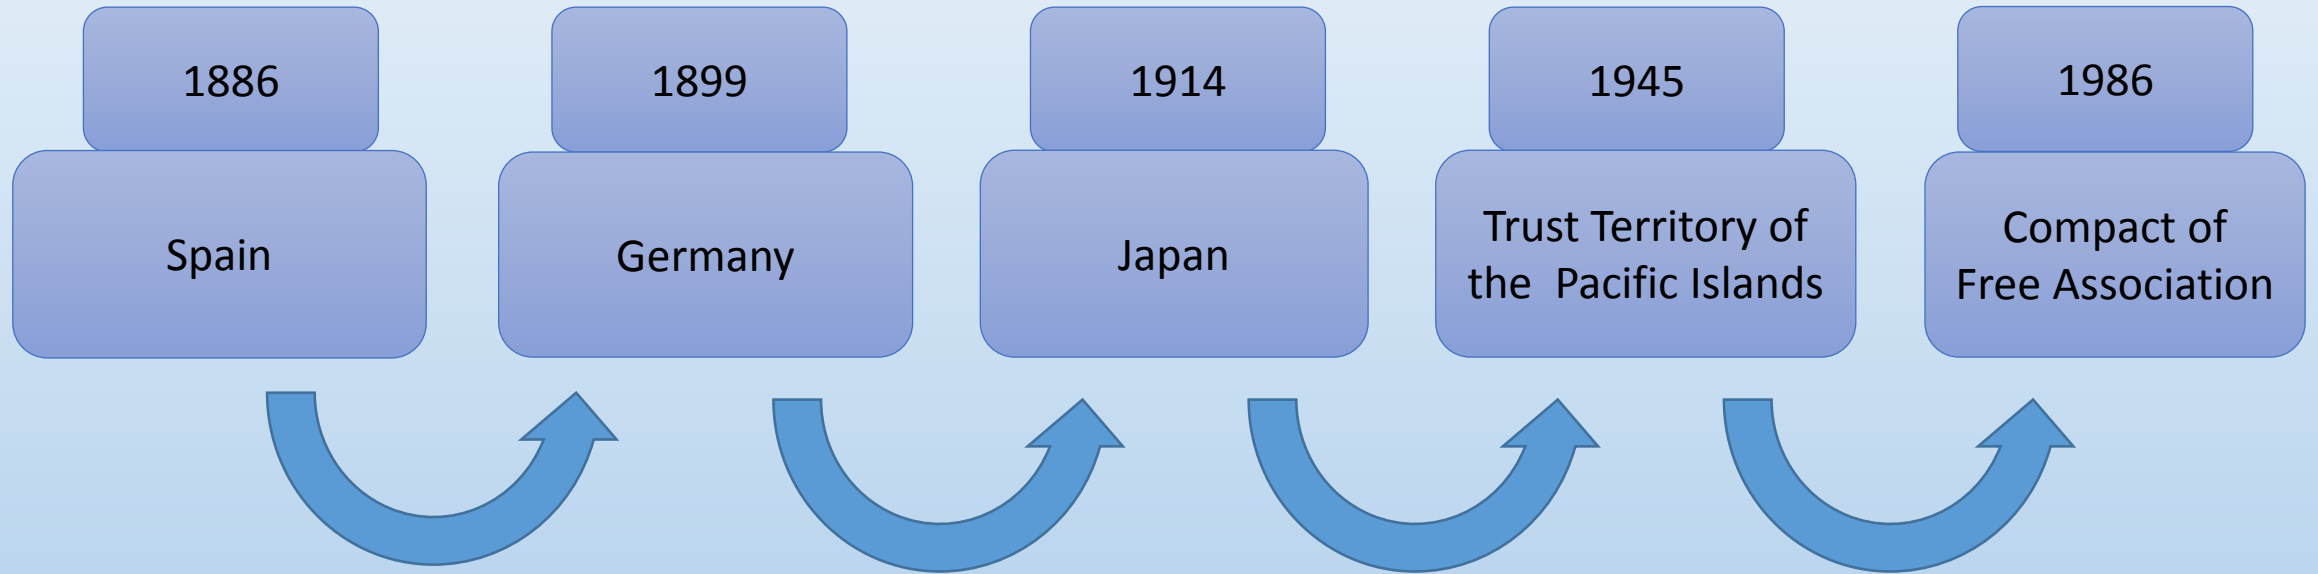 1886
Spain
1899
Germany
1914
Japan
1945
Trust Territory of
the  Pacific Islands
1986
Compact of
Free Association